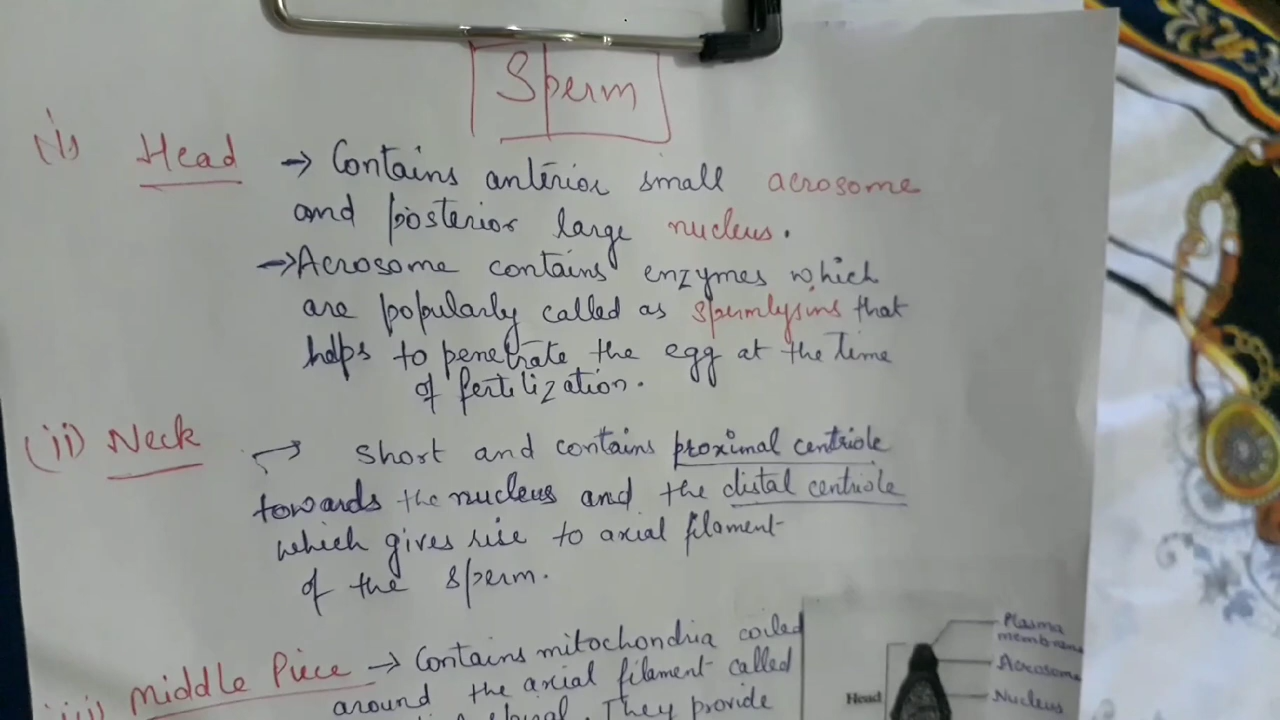 Sperm
(i) Head → Contains anterior small acrosome
and posterior large nucleus.
→ Acrosome contains enzymes which
are popularly called as spermlysins that
helps to penetrate the egg at the time
of fertilization.
(ii) Neck → short and contains proximal centriole
towards the nucleus and the distal centriole
which gives rise to axial filament
of the sperm.
(iii) Middle Piece → Contains mitochondria coiled
around the axial filament called
They provide
Plasma
membrane
Acrosome
Head
Nucleus